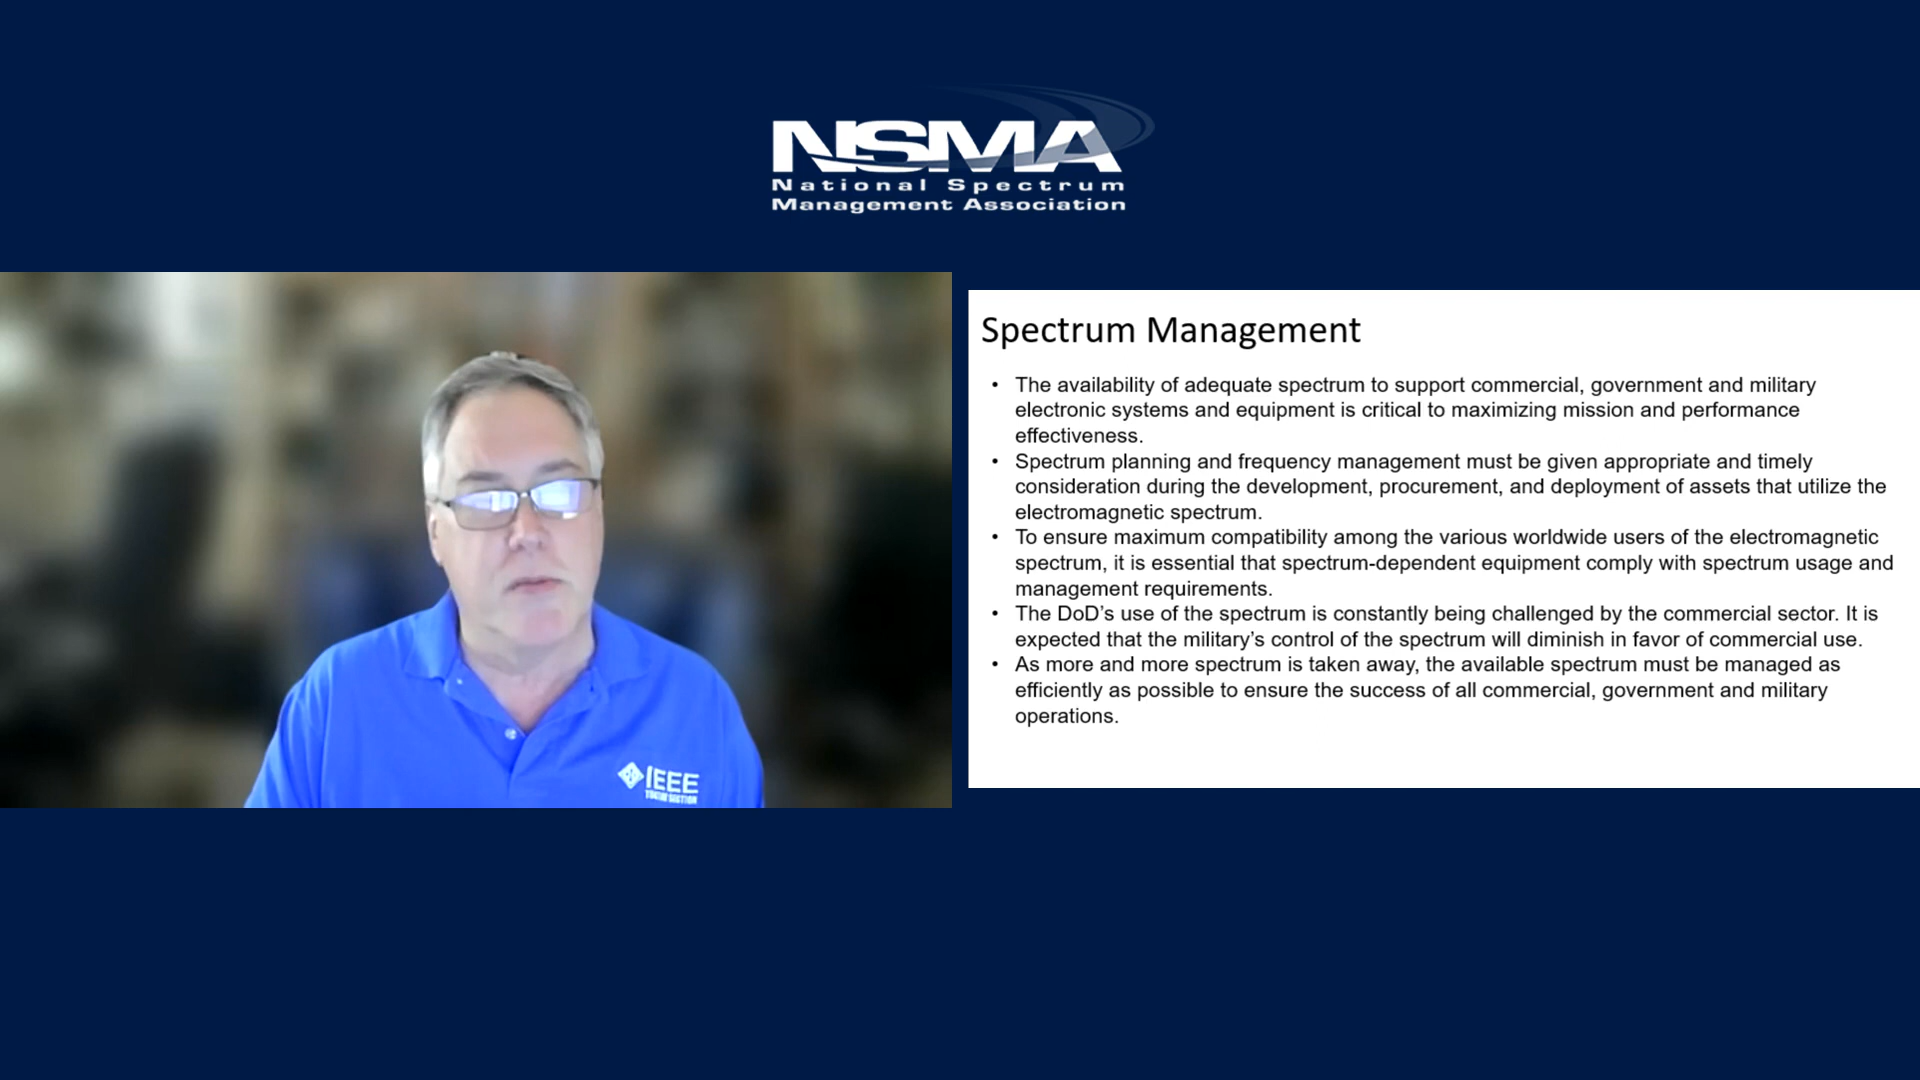 NSMA
National Spectrum
Management Association
Spectrum Management
• The availability of adequate spectrum to support commercial, government and military
electronic systems and equipment is critical to maximizing mission and performance
effectiveness.
• Spectrum planning and frequency management must be given appropriate and timely
consideration during the development, procurement, and deployment of assets that utilize the
electromagnetic spectrum.
• To ensure maximum compatibility among the various worldwide users of the electromagnetic
spectrum, it is essential that spectrum-dependent equipment comply with spectrum usage and
management requirements.
• The DoD’s use of the spectrum is constantly being challenged by the commercial sector. It is
expected that the military’s control of the spectrum will diminish in favor of commercial use.
• As more and more spectrum is taken away, the available spectrum must be managed as
efficiently as possible to ensure the success of all commercial, government and military
operations.
IEEE
SECTION